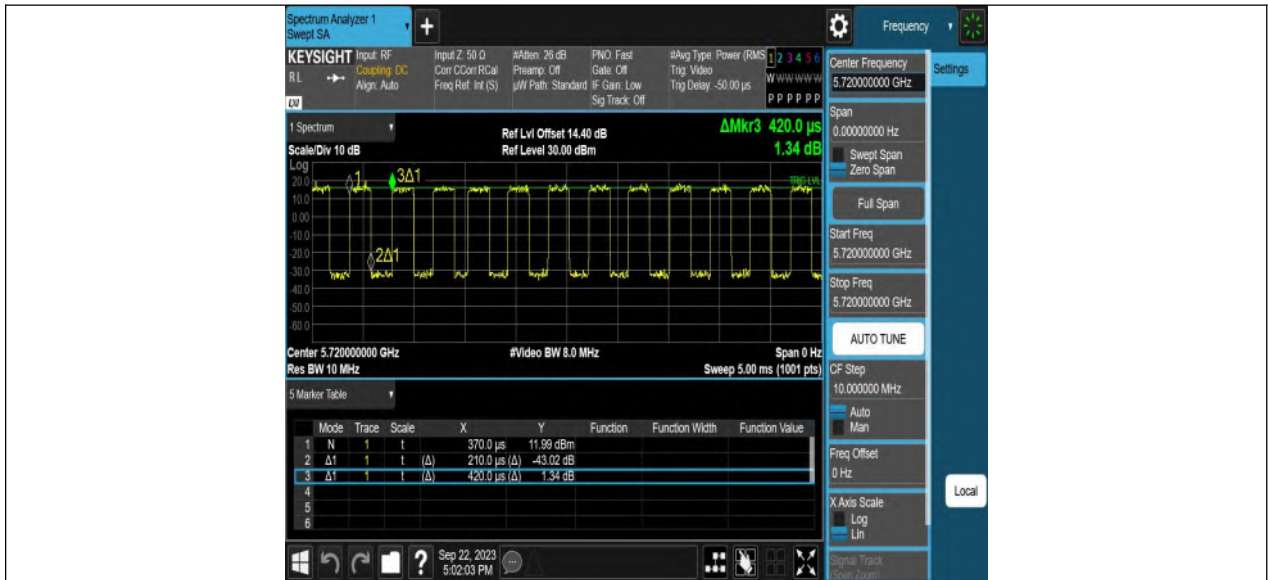 Spectrum Analyzer 1
Swept SA
+
Frequency
KEYSIGHT
RL
LXI
Input: RF
Coupling: DC
Align: Auto
Input Z: 50 Ω
Corr CCorr RCal
Freq Ref: Int (S)
#Atten: 26 dB
Preamp: Off
µW Path: Standard
PNO: Fast
Gate: Off
IF Gain: Low
Sig Track: Off
#Avg Type: Power (RMS
Trig: Video
Trig Delay: -50.00 µs
1 2 3 4 5 6
W W W W W W
P P P P P P
Center Frequency
5.720000000 GHz
Settings
Span
0.00000000 Hz
Swept Span
Zero Span
Full Span
Start Freq
5.720000000 GHz
Stop Freq
5.720000000 GHz
AUTO TUNE
CF Step
10.000000 MHz
Auto
Man
Freq Offset
0 Hz
X Axis Scale
Log
Lin
Signal Track
(Span Zoom)
Local
1 Spectrum
Scale/Div 10 dB
Ref Lvl Offset 14.40 dB
Ref Level 30.00 dBm
ΔMkr3 420.0 µs
1.34 dB
Log
20.0
10.0
0.00
-10.0
-20.0
-30.0
-40.0
-50.0
-60.0
1
3Δ1
2Δ1
TRIG LVL
Center 5.720000000 GHz
Res BW 10 MHz
#Video BW 8.0 MHz
Span 0 Hz
Sweep 5.00 ms (1001 pts)
5 Marker Table
Mode Trace Scale X Y Function Function Width Function Value
1 N 1 t 370.0 µs 11.99 dBm
2 Δ1 1 t (Δ) 210.0 µs (Δ) -43.02 dB
3 Δ1 1 t (Δ) 420.0 µs (Δ) 1.34 dB
4
5
6
?
Sep 22, 2023
5:02:03 PM